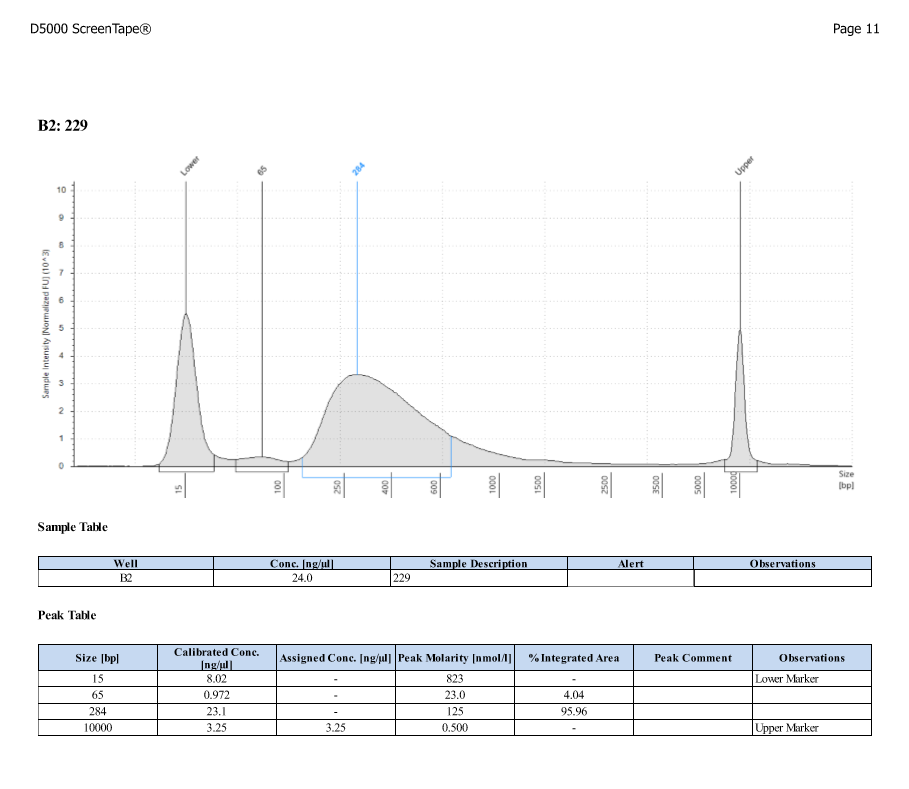 D5000 ScreenTape® Page 11
B2: 229
Lower 65 284 Upper
Sample Intensity [Normalized FU] (10^3)
10
9
8
7
6
5
4
3
2
1
0
15 100 250 400 600 1000 1500 2500 3500 5000 10000 Size [bp]
Sample Table
Well Conc. [ng/µl] Sample Description Alert Observations
B2 24.0 229
Peak Table
Size [bp] Calibrated Conc. [ng/µl] Assigned Conc. [ng/µl] Peak Molarity [nmol/l] % Integrated Area Peak Comment Observations
15 8.02 - 823 - Lower Marker
65 0.972 - 23.0 4.04
284 23.1 - 125 95.96
10000 3.25 3.25 0.500 - Upper Marker